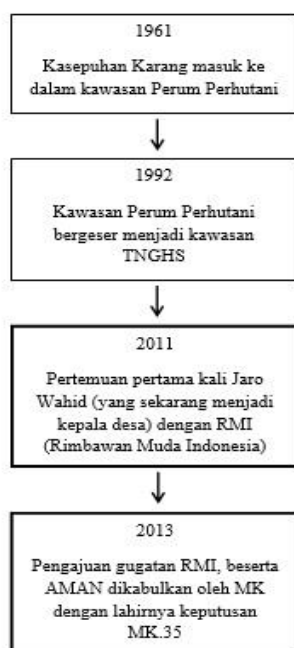 1961
Kasepuhan Karang masuk ke
dalam kawasan Perum Perhutani
1992
Kawasan Perum Perhutani
bergeser menjadi kawasan
TNGHS
2011
Pertemuan pertama kali Jaro
Wahid (yang sekarang menjadi
kepala desa) dengan RMI
(Rimbawan Muda Indonesia)
2013
Pengajuan gugatan RMI, beserta
AMAN dikabulkan oleh MK
dengan lahirnya keputusan
MK.35